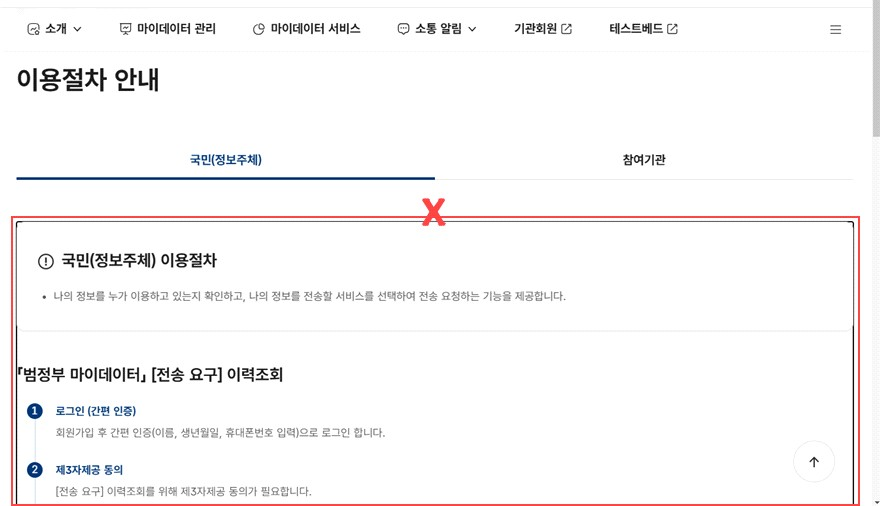 소개
마이데이터 관리
마이데이터 서비스
소통 알림
기관회원
테스트베드
이용절차 안내
국민(정보주체)
참여기관
X
국민(정보주체) 이용절차
나의 정보를 누가 이용하고 있는지 확인하고, 나의 정보를 전송할 서비스를 선택하여 전송 요청하는 기능을 제공합니다.
「범정부 마이데이터」 [전송 요구] 이력조회
1 로그인 (간편 인증)
회원가입 후 간편 인증(이름, 생년월일, 휴대폰번호 입력)으로 로그인 합니다.
2 제3자제공 동의
[전송 요구] 이력조회를 위해 제3자제공 동의가 필요합니다.